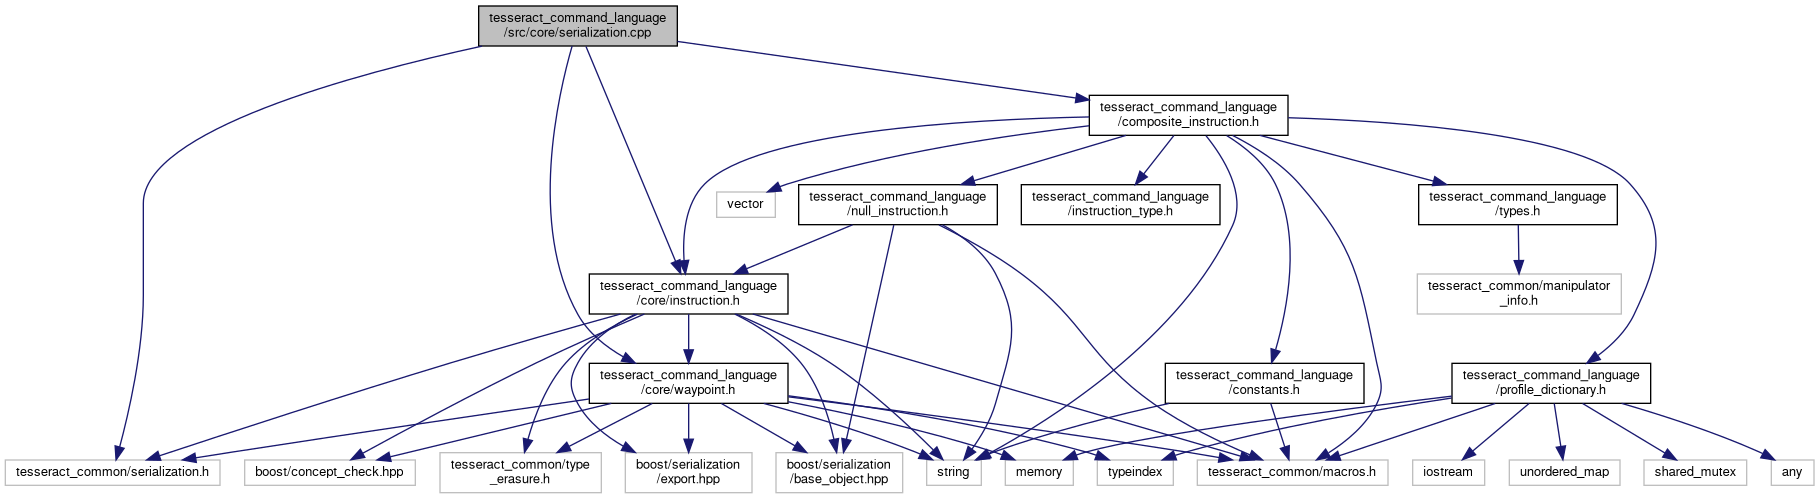 tesseract_command_language
/src/core/serialization.cpp
tesseract_command_language
/composite_instruction.h
vector
tesseract_command_language
/null_instruction.h
tesseract_command_language
/instruction_type.h
tesseract_command_language
/types.h
tesseract_command_language
/core/instruction.h
tesseract_common/manipulator
_info.h
tesseract_command_language
/core/waypoint.h
tesseract_command_language
/constants.h
tesseract_command_language
/profile_dictionary.h
tesseract_common/serialization.h
boost/concept_check.hpp
tesseract_common/type
_erasure.h
boost/serialization
/export.hpp
boost/serialization
/base_object.hpp
string
memory
typeindex
tesseract_common/macros.h
iostream
unordered_map
shared_mutex
any